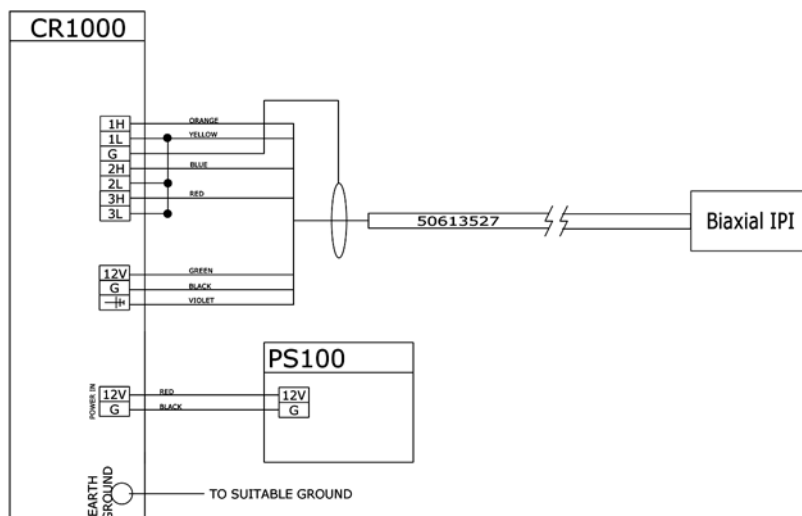 CR1000
1H ORANGE
1L YELLOW
G
2H BLUE
2L
3H RED
3L
50613527
Biaxial IPI
12V GREEN
G BLACK
VIOLET
PS100
POWER IN
12V RED 12V
G BLACK G
EARTH
GROUND
TO SUITABLE GROUND